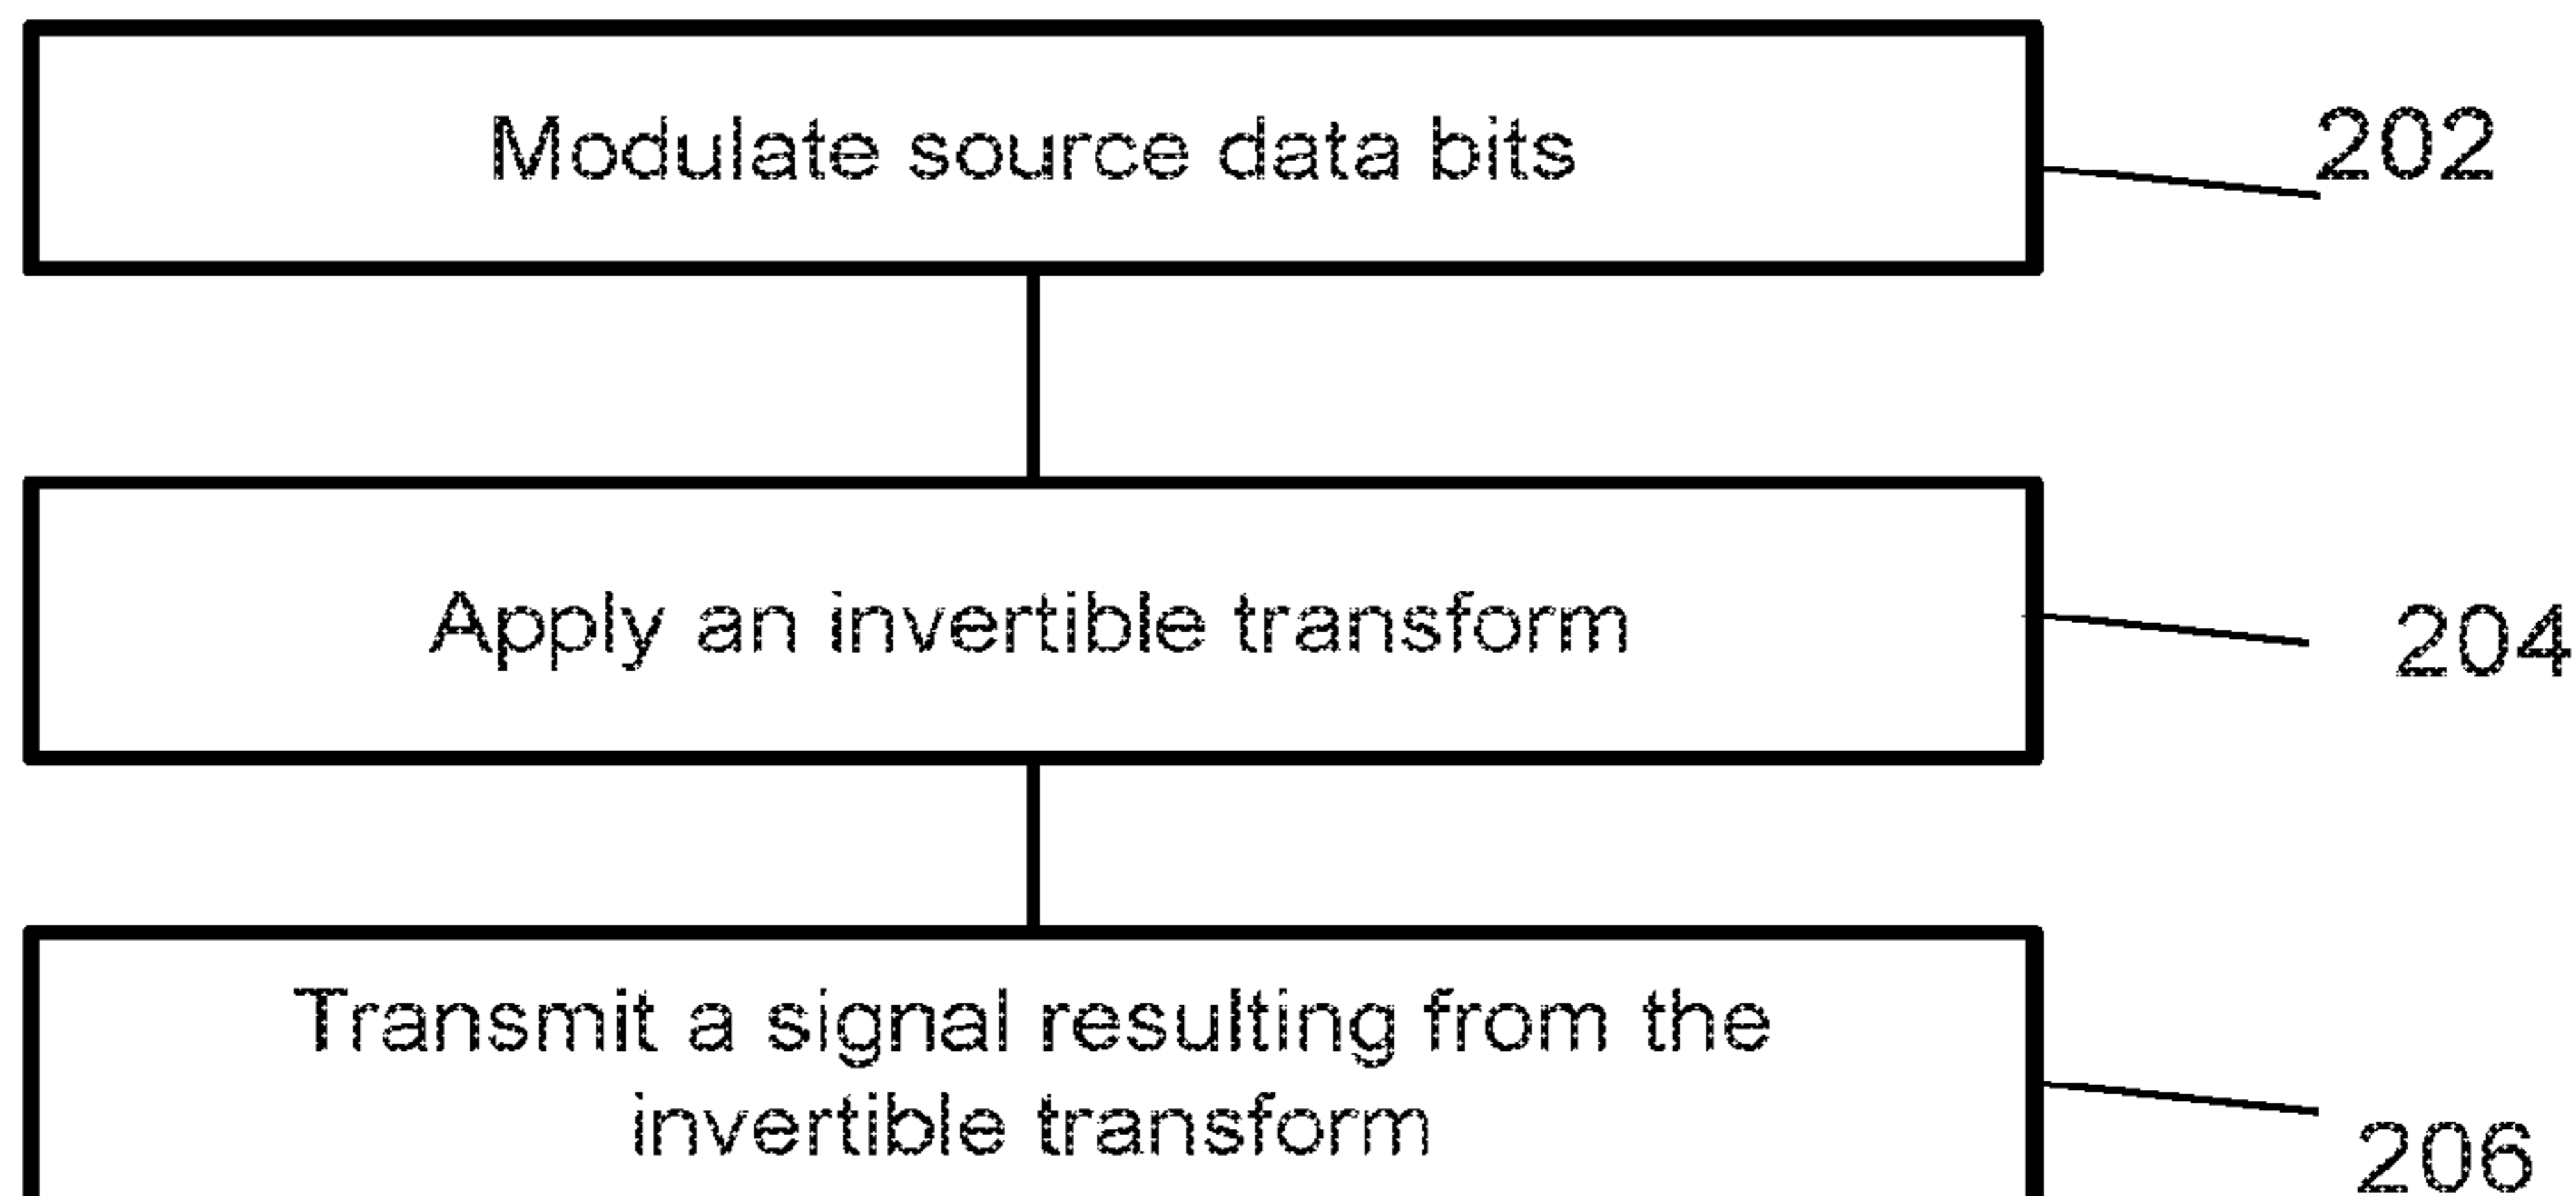 Modulate source data bits
202
Apply an invertible transform
204
Transmit a signal resulting from the
invertible transform
206